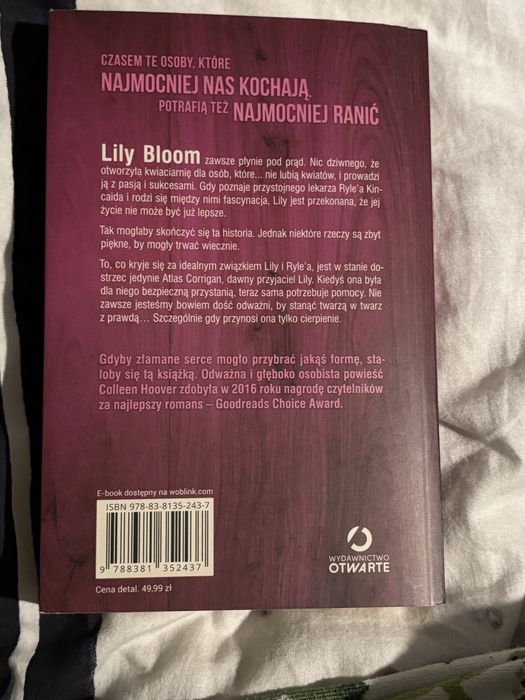 CZASEM TE OSOBY, KTÓRE
NAJMOCNIEJ NAS KOCHAJĄ,
POTRAFIĄ TEŻ NAJMOCNIEJ RANIĆ
Lily Bloom zawsze płynie pod prąd. Nic dziwnego, że
otworzyła kwiaciarnię dla osób, które... nie lubią kwiatów, i prowadzi
ją z pasją i sukcesami. Gdy poznaje przystojnego lekarza Ryle'a Kin-
caida i rodzi się między nimi fascynacja, Lily jest przekonana, że jej
życie nie może być już lepsze.
Tak mogłaby skończyć się ta historia. Jednak niektóre rzeczy są zbyt
piękne, by mogły trwać wiecznie.
To, co kryje się za idealnym związkiem Lily i Ryle'a, jest w stanie do-
strzec jedynie Atlas Corrigan, dawny przyjaciel Lily. Kiedyś ona była
dla niego bezpieczną przystanią, teraz sama potrzebuje pomocy. Nie
zawsze jesteśmy bowiem dość odważni, by stanąć twarzą w twarz
z prawdą... Szczególnie gdy przynosi ona tylko cierpienie.
Gdyby złamane serce mogło przybrać jakąś formę, sta-
łoby się tą książką. Odważna i głęboko osobista powieść
Colleen Hoover zdobyła w 2016 roku nagrodę czytelników
za najlepszy romans – Goodreads Choice Award.
E-book dostępny na woblink.com
ISBN 978-83-8135-243-7
9 788381 352437
Cena detal. 49,99 zł
WYDAWNICTWO
OTWARTE